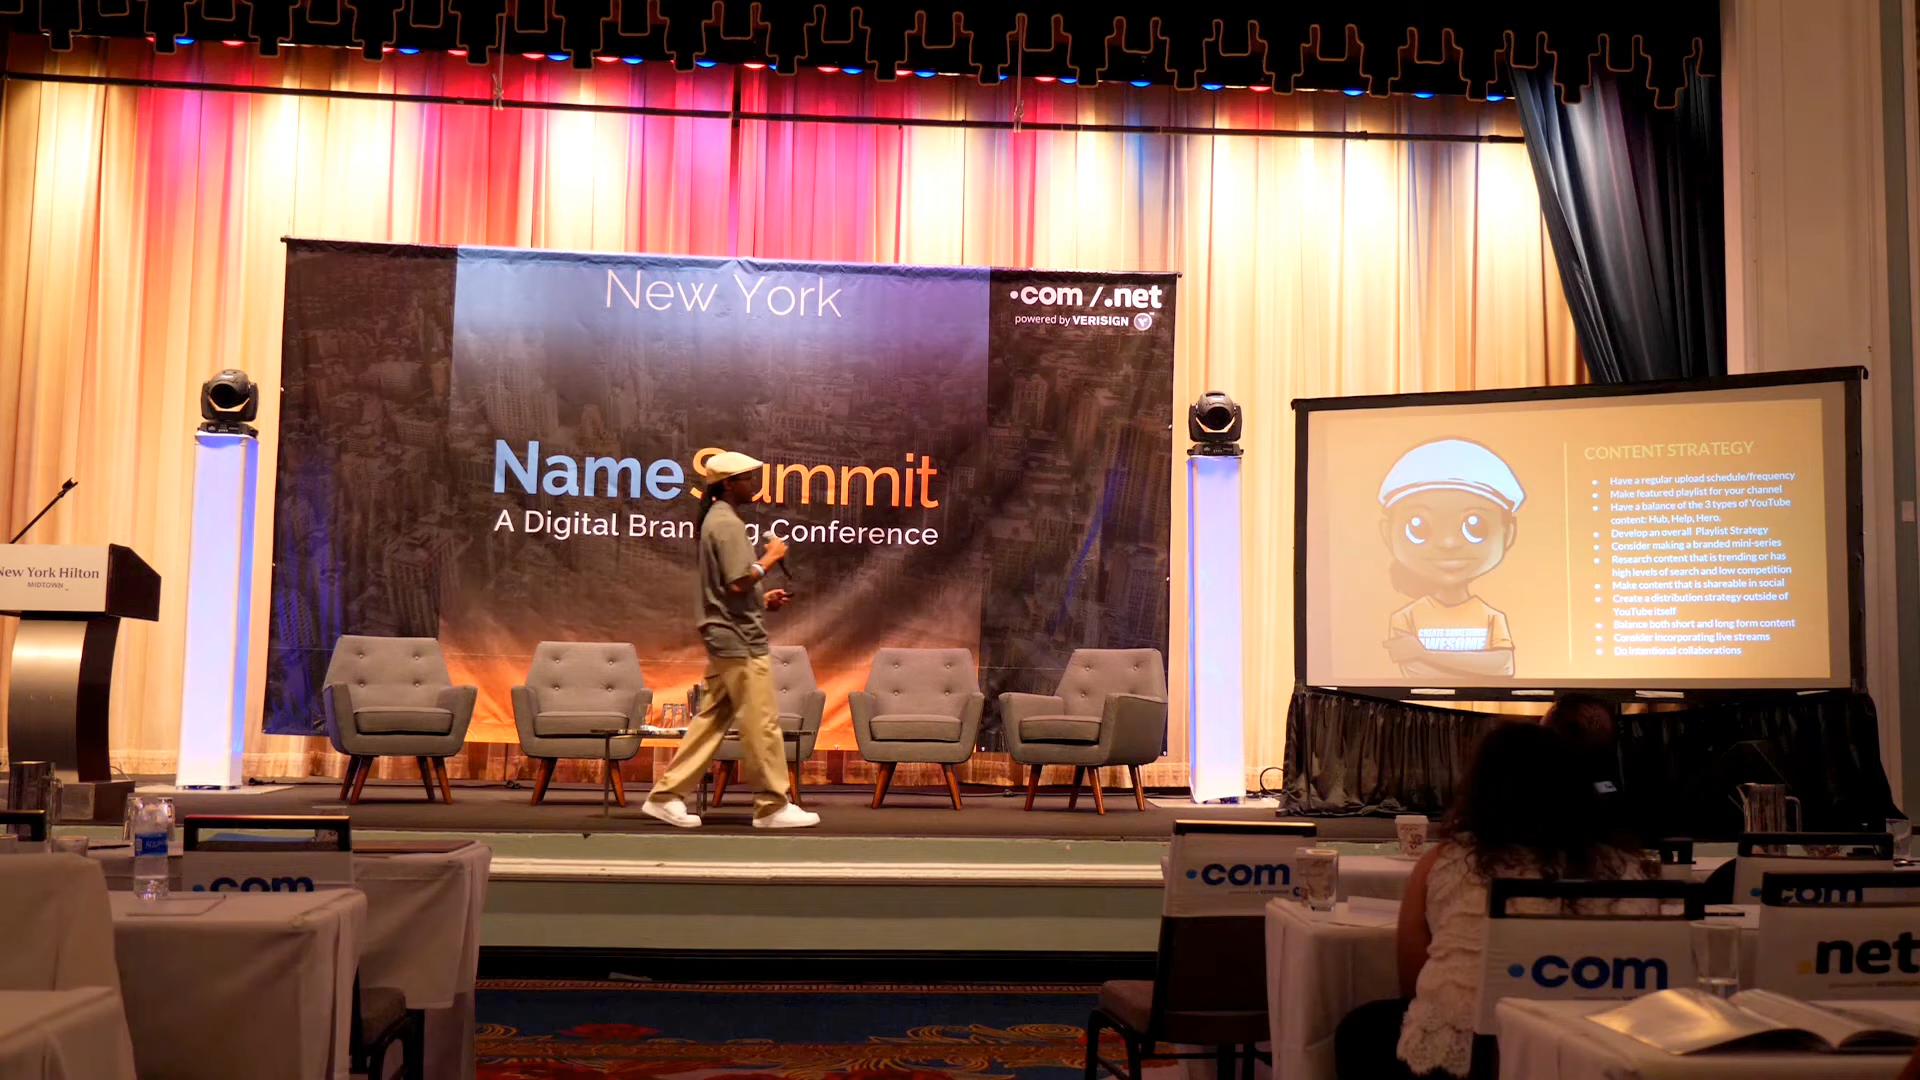 New York
.com /.net
powered by VERISIGN
NameSummit
A Digital Bran g Conference
New York Hilton
MIDTOWN
CONTENT STRATEGY
Have a regular upload schedule/frequency
Make featured playlist for your channel
Have a balance of the 3 types of YouTube
content: Hub, Help, Hero.
Develop an overall Playlist Strategy
Consider making a branded mini-series
Research content that is trending or has
high levels of search and low competition
Make content that is shareable in social
Create a distribution strategy outside of
YouTube itself
Balance both short and long form content
Consider incorporating live streams
Do intentional collaborations
CREATE SOMETHING
AWESOME
.com
.com
.com
.com
.net